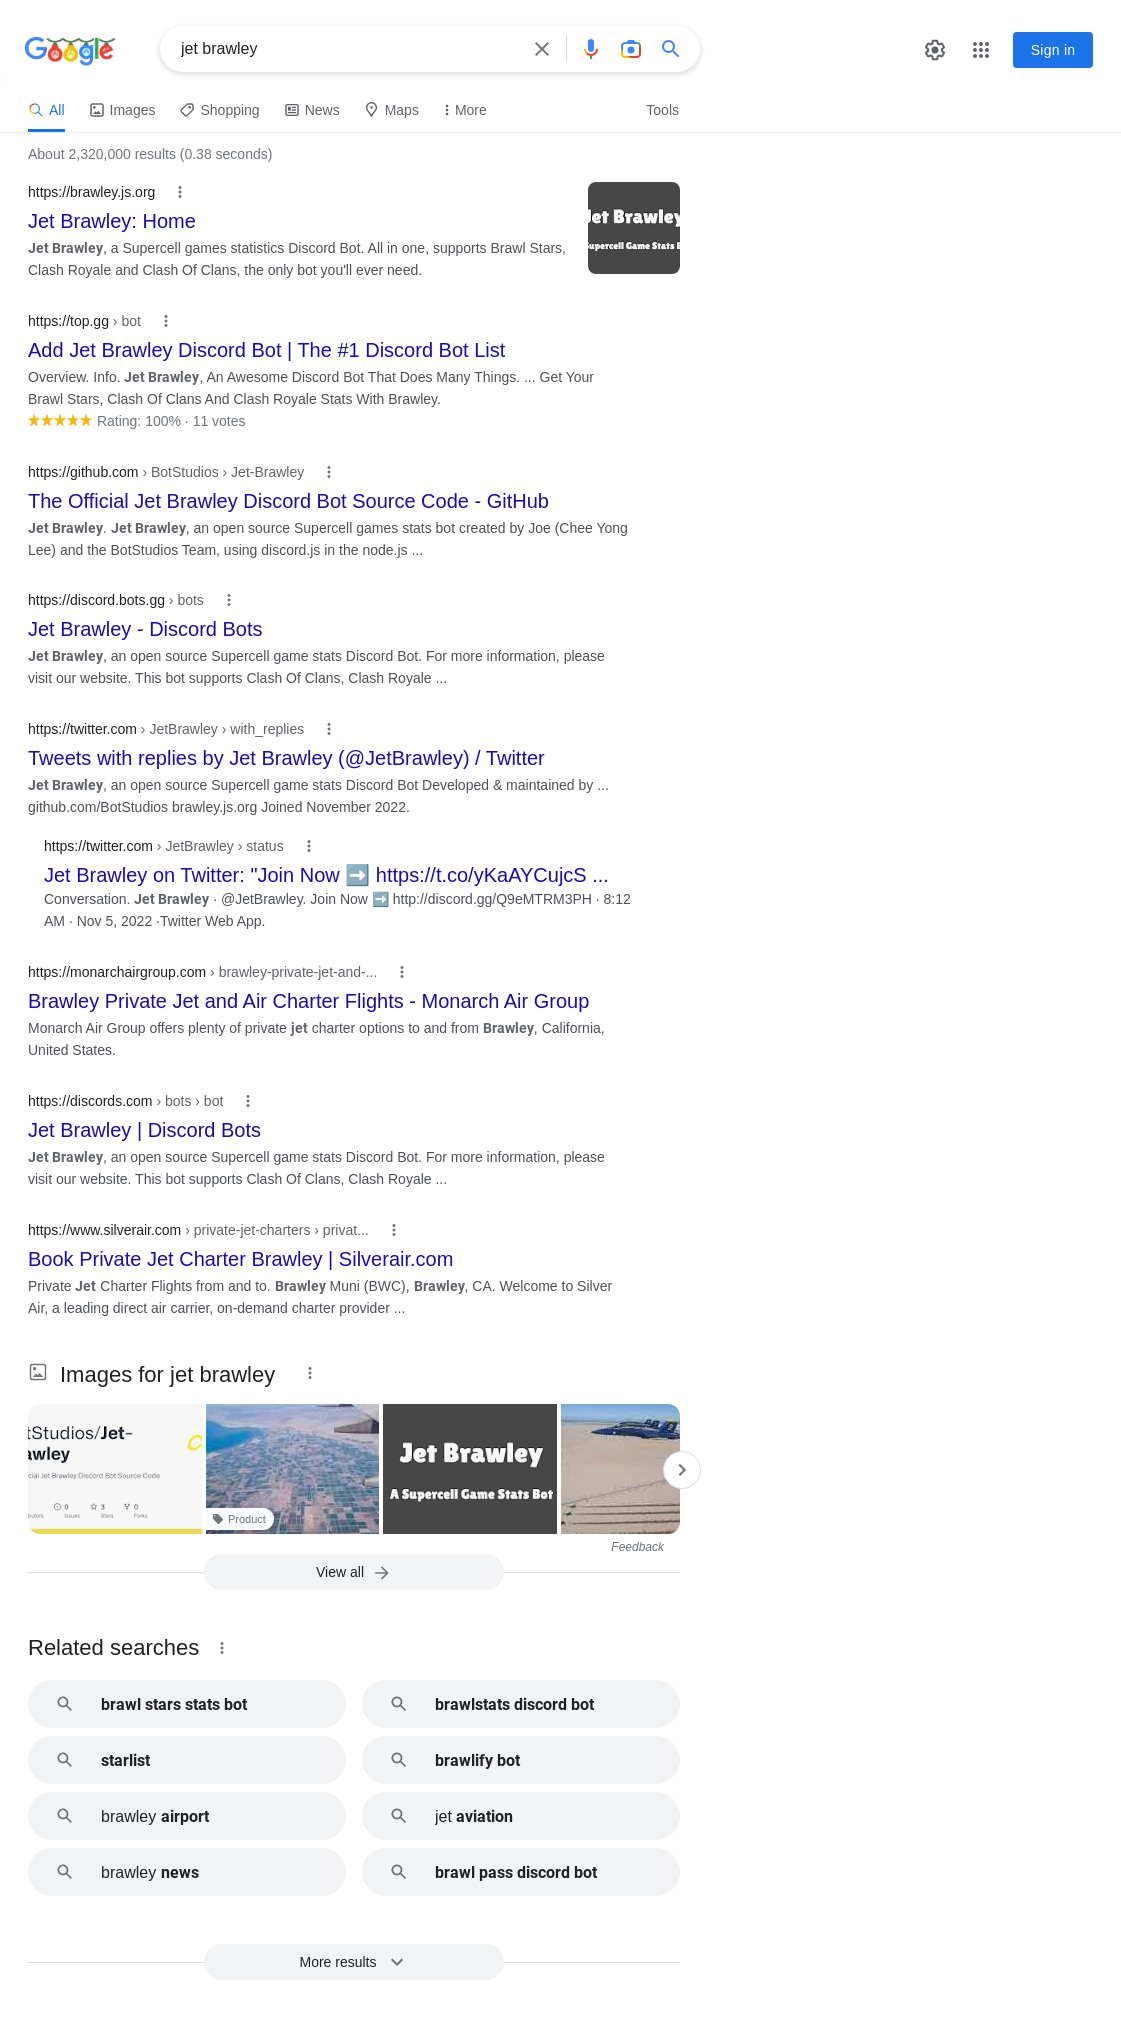 Google
jet brawley
Sign in
All
Images
Shopping
News
Maps
More
Tools
About 2,320,000 results (0.38 seconds)
https://brawley.js.org
Jet Brawley: Home
Jet Brawley, a Supercell games statistics Discord Bot. All in one, supports Brawl Stars,
Clash Royale and Clash Of Clans, the only bot you'll ever need.
Jet Brawley
Supercell Game Stats B
https://top.gg › bot
Add Jet Brawley Discord Bot | The #1 Discord Bot List
Overview. Info. Jet Brawley, An Awesome Discord Bot That Does Many Things. ... Get Your
Brawl Stars, Clash Of Clans And Clash Royale Stats With Brawley.
Rating: 100% · 11 votes
https://github.com › BotStudios › Jet-Brawley
The Official Jet Brawley Discord Bot Source Code - GitHub
Jet Brawley. Jet Brawley, an open source Supercell games stats bot created by Joe (Chee Yong
Lee) and the BotStudios Team, using discord.js in the node.js ...
https://discord.bots.gg › bots
Jet Brawley - Discord Bots
Jet Brawley, an open source Supercell game stats Discord Bot. For more information, please
visit our website. This bot supports Clash Of Clans, Clash Royale ...
https://twitter.com › JetBrawley › with_replies
Tweets with replies by Jet Brawley (@JetBrawley) / Twitter
Jet Brawley, an open source Supercell game stats Discord Bot Developed & maintained by ...
github.com/BotStudios brawley.js.org Joined November 2022.
https://twitter.com › JetBrawley › status
Jet Brawley on Twitter: "Join Now ➡️ https://t.co/yKaAYCujcS ...
Conversation. Jet Brawley · @JetBrawley. Join Now ➡️ http://discord.gg/Q9eMTRM3PH · 8:12
AM · Nov 5, 2022 ·Twitter Web App.
https://monarchairgroup.com › brawley-private-jet-and-...
Brawley Private Jet and Air Charter Flights - Monarch Air Group
Monarch Air Group offers plenty of private jet charter options to and from Brawley, California,
United States.
https://discords.com › bots › bot
Jet Brawley | Discord Bots
Jet Brawley, an open source Supercell game stats Discord Bot. For more information, please
visit our website. This bot supports Clash Of Clans, Clash Royale ...
https://www.silverair.com › private-jet-charters › privat...
Book Private Jet Charter Brawley | Silverair.com
Private Jet Charter Flights from and to. Brawley Muni (BWC), Brawley, CA. Welcome to Silver
Air, a leading direct air carrier, on-demand charter provider ...
Images for jet brawley
tStudios/Jet-
awley
cial Jet Brawley Discord Bot Source Code
0
3
0
butors
Issues
Stars
Forks
Product
Jet Brawley
A Supercell Game Stats Bot
Feedback
View all
Related searches
brawl stars stats bot
brawlstats discord bot
starlist
brawlify bot
brawley airport
jet aviation
brawley news
brawl pass discord bot
More results